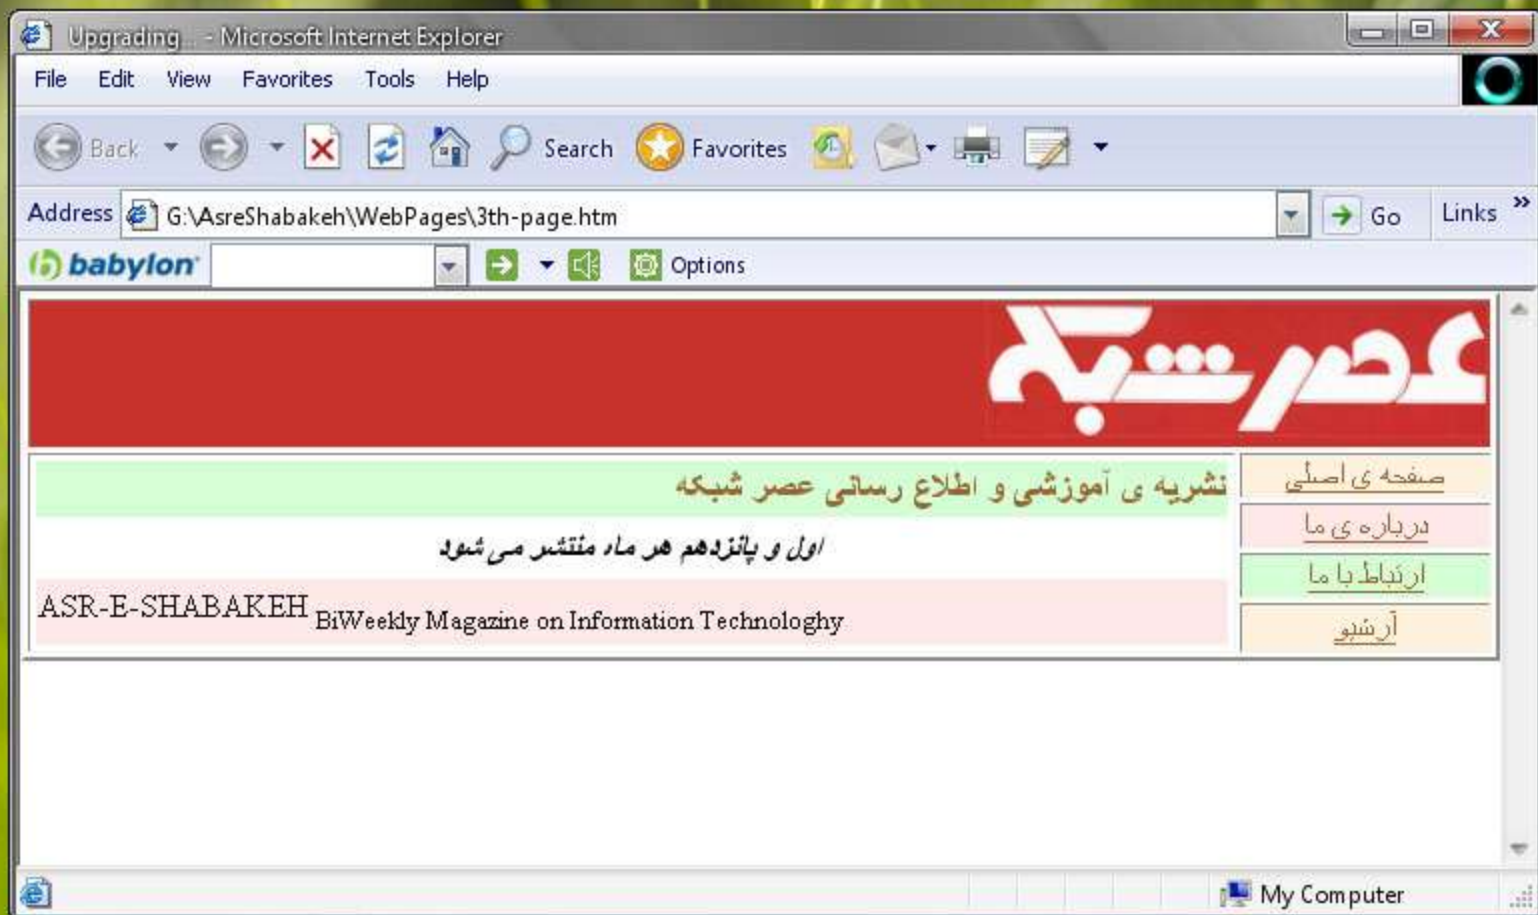 Upgrading... - Microsoft Internet Explorer
File Edit View Favorites Tools Help
Back Search Favorites
Address G:\AsreShabakeh\WebPages\3th-page.htm Go Links »
babylon Options
عصر شبکه
صفحه ی اصلی
درباره ی ما
ارتباط با ما
آرشیو
نشریه ی آموزشی و اطلاع رسانی عصر شبکه
اول و پانزدهم هر ماه منتشر می شود
ASR-E-SHABAKEH BiWeekly Magazine on Information Technologhy
My Computer